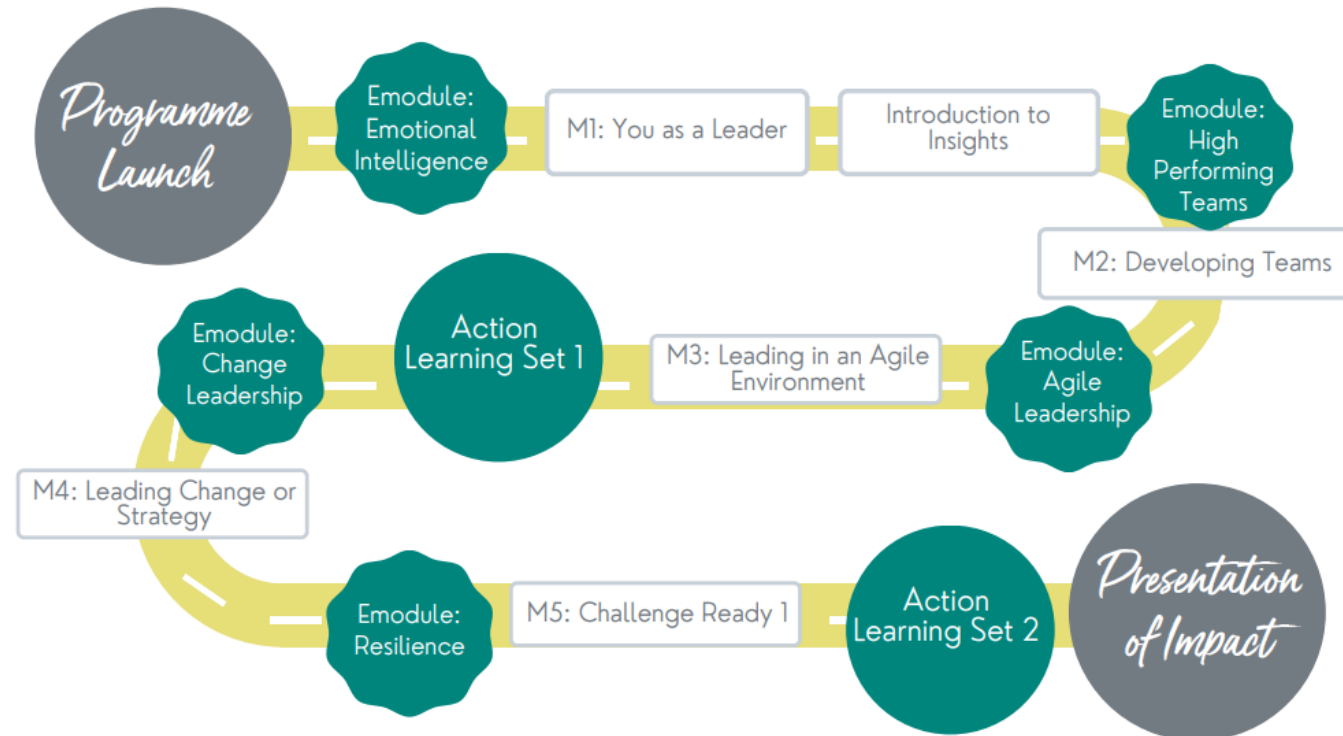 Programme
Launch
Emodule:
Emotional
Intelligence
M1: You as a Leader
Introduction to
Insights
Emodule:
High
Performing
Teams
M2: Developing Teams
Emodule:
Agile
Leadership
M3: Leading in an Agile
Environment
Action
Learning Set 1
Emodule:
Change
Leadership
M4: Leading Change or
Strategy
Emodule:
Resilience
M5: Challenge Ready 1
Action
Learning Set 2
Presentation
of Impact